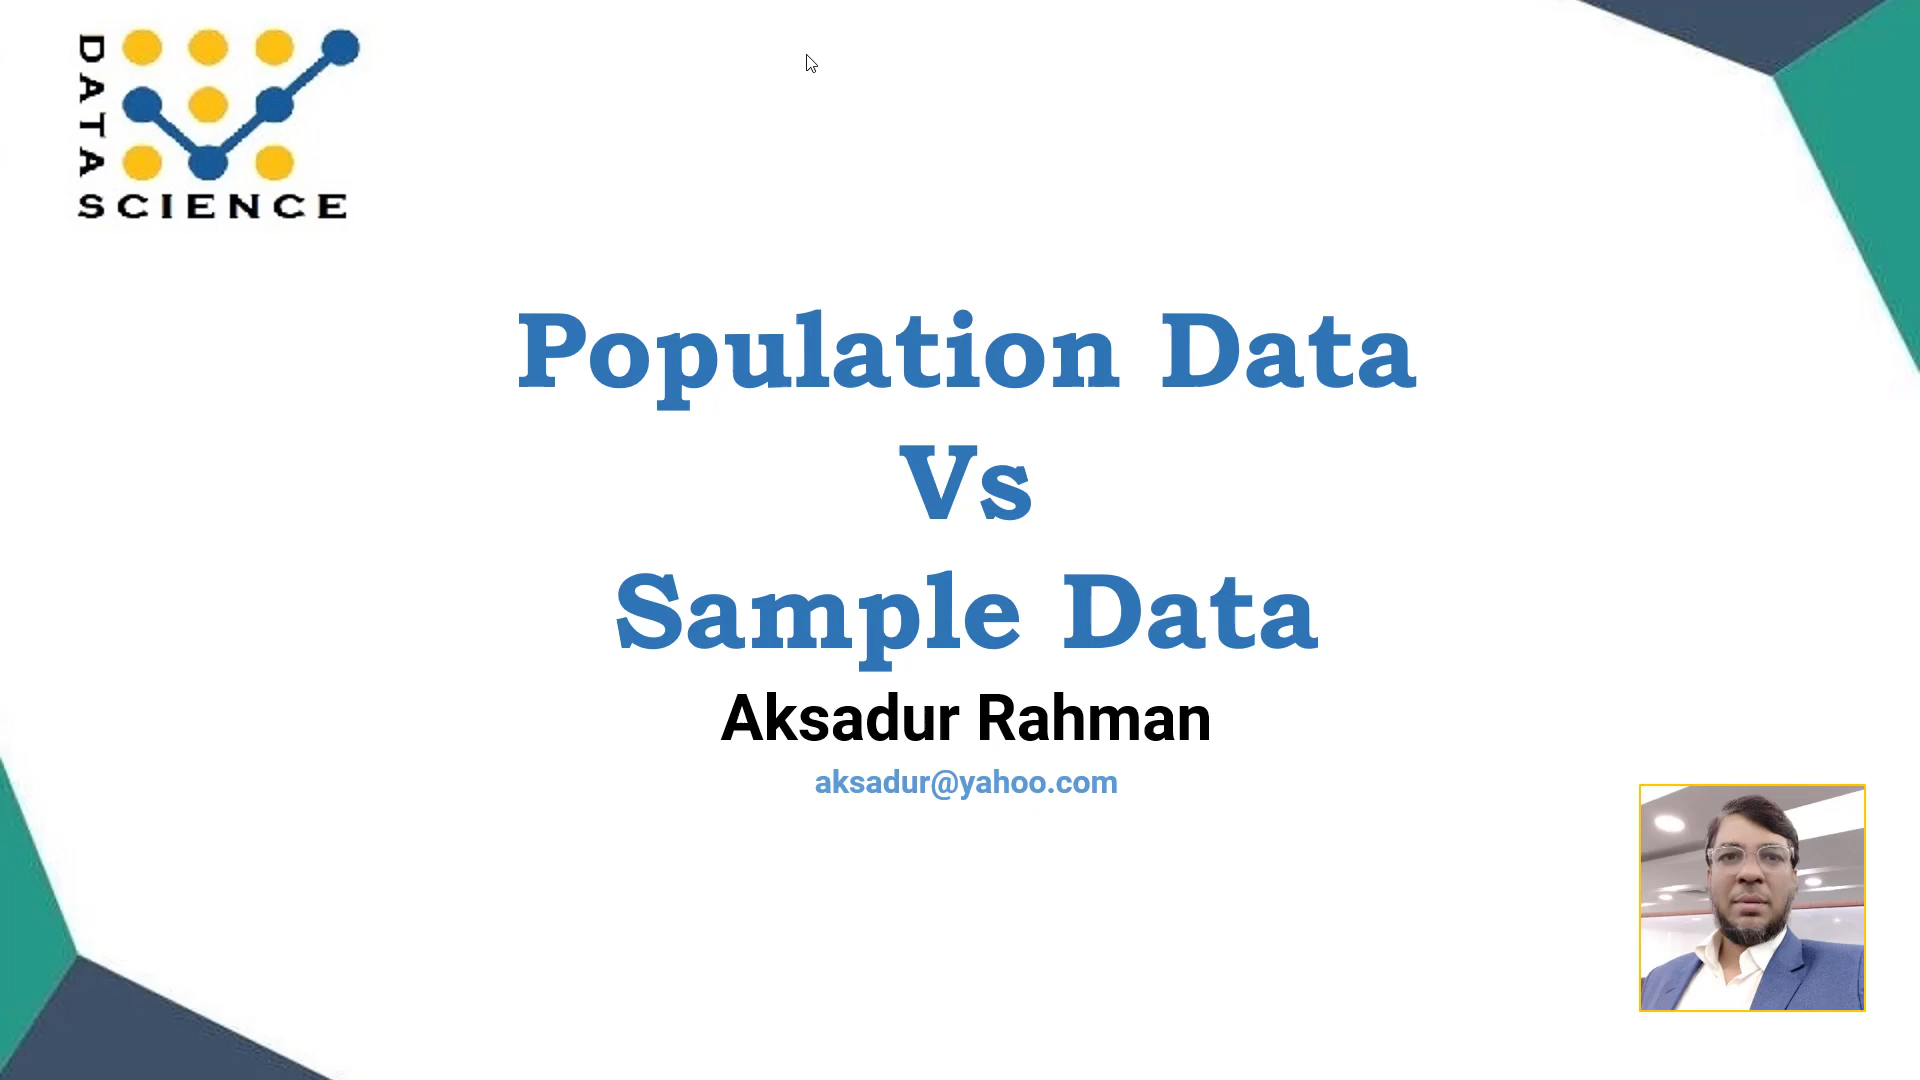 DATA
SCIENCE
Population Data
Vs
Sample Data
Aksadur Rahman
aksadur@yahoo.com